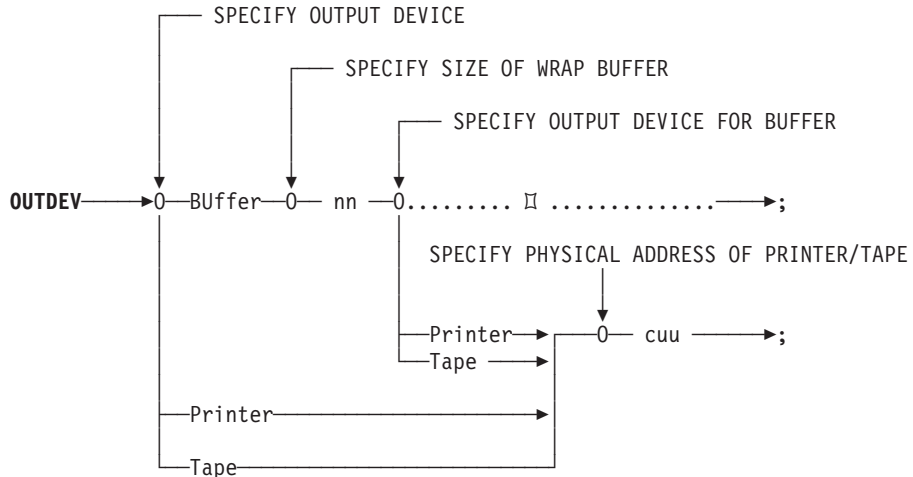 SPECIFY OUTPUT DEVICE
SPECIFY SIZE OF WRAP BUFFER
SPECIFY OUTPUT DEVICE FOR BUFFER
OUTDEV O BUffer O nn O......... ⌑ ..............;
SPECIFY PHYSICAL ADDRESS OF PRINTER/TAPE
Printer O cuu ;
Tape
Printer
Tape